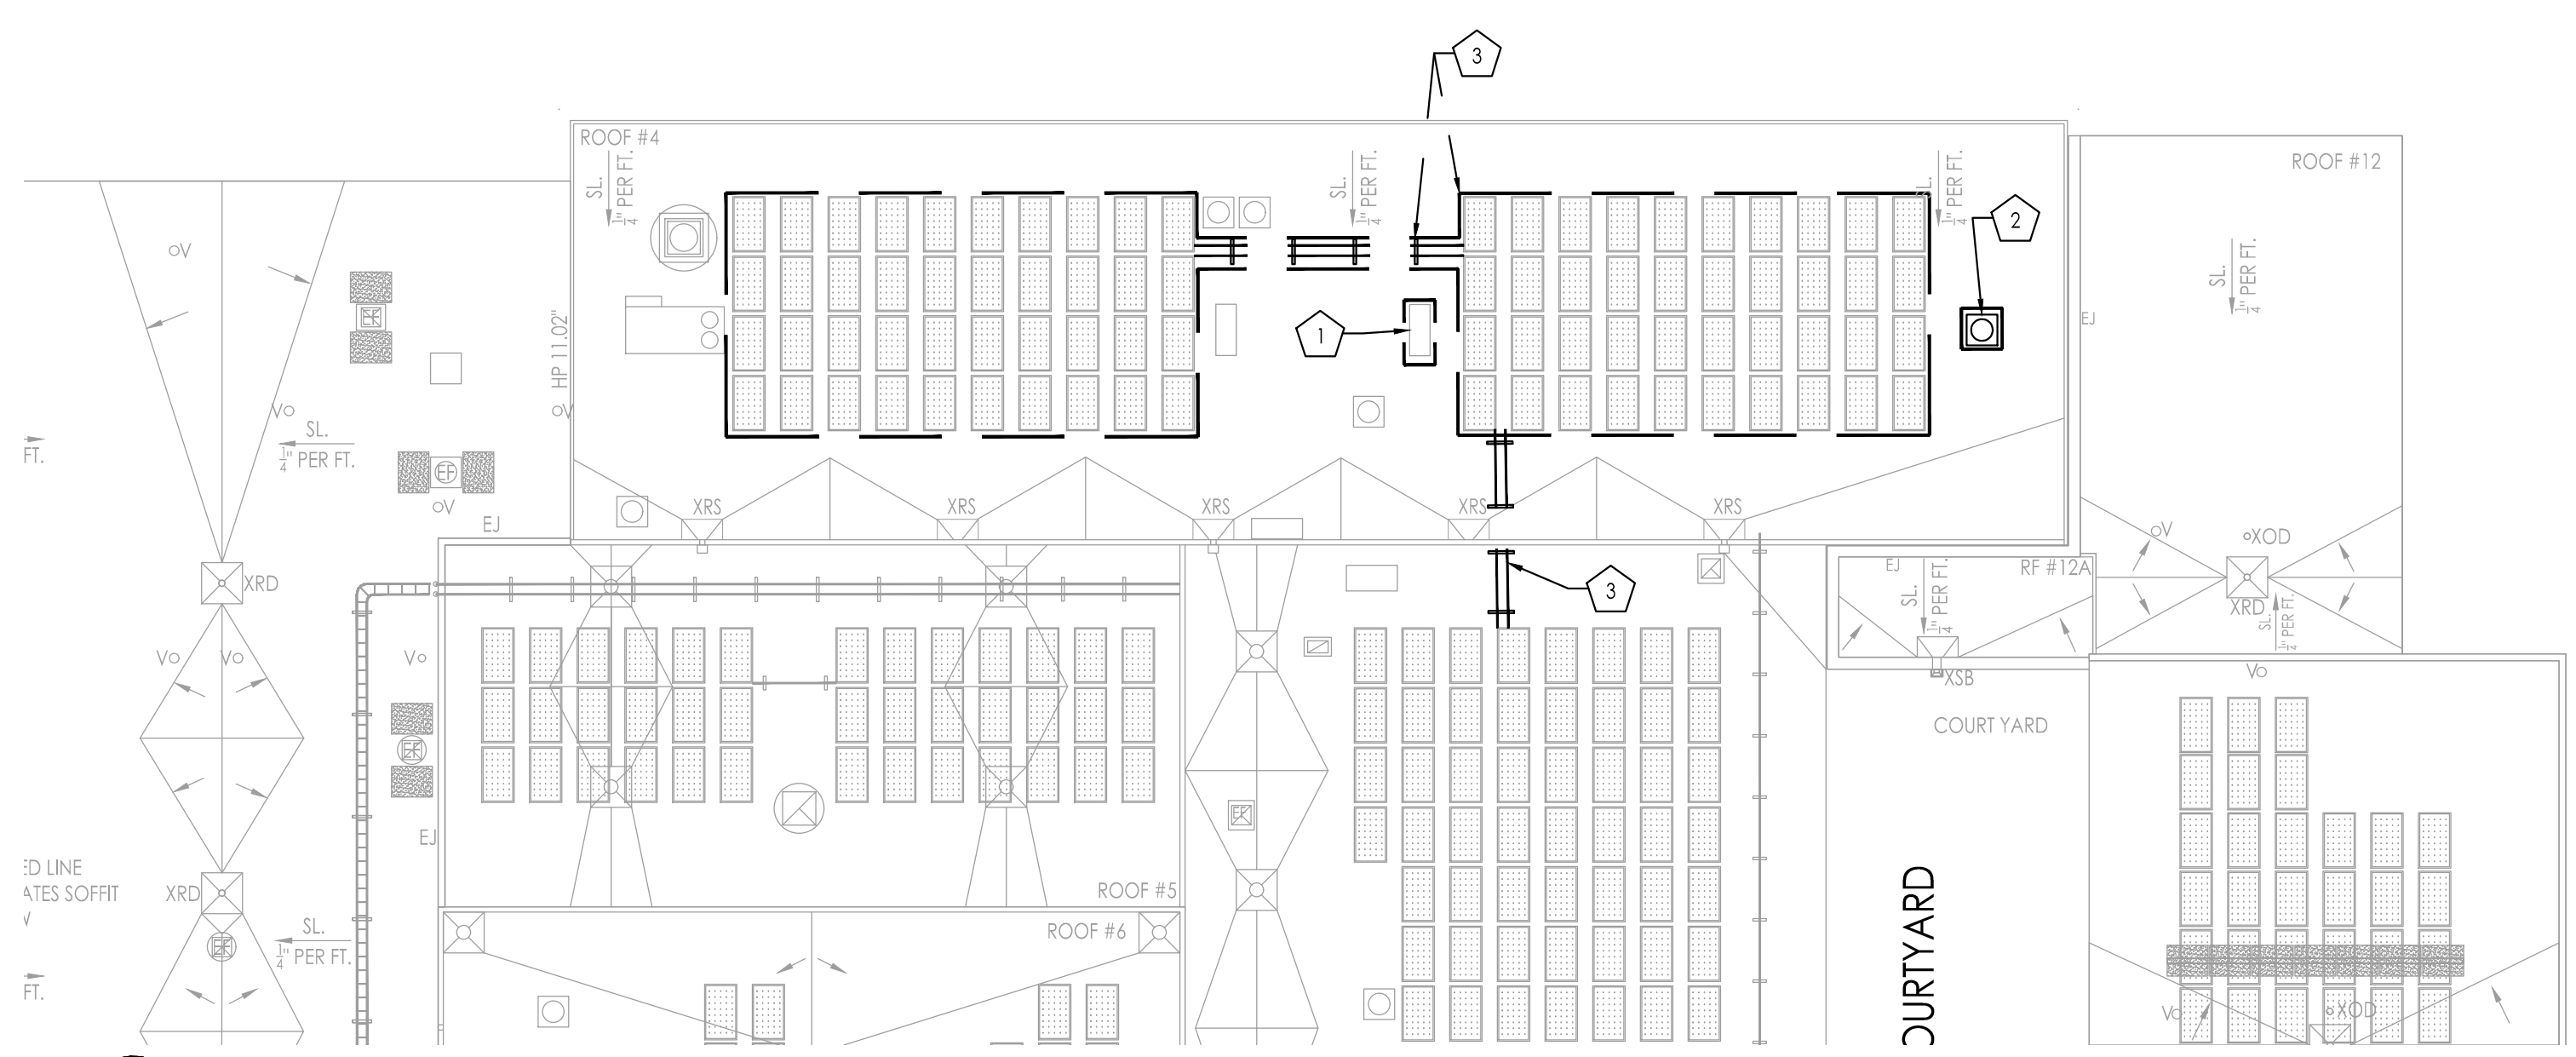 3
ROOF #4
SL.
1/4" PER FT.
SL.
1/4" PER FT.
SL.
1/4" PER FT.
ROOF #12
2
oV
SL.
1/4" PER FT.
EF
HP 11.02"
EJ
1
Vo
oV
SL.
1/4" PER FT.
FT.
EF
oV
EJ
XRS
XRS
XRS
XRS
XRS
oV
oXOD
XRD
EJ
SL.
1/4" PER FT.
RF #12A
3
XRD
SL.
1/4" PER FT.
Vo
Vo
Vo
XSB
Vo
COURT YARD
EF
EF
EJ
ED LINE
ATES SOFFIT
V
XRD
ROOF #5
OURTYARD
SL.
1/4" PER FT.
EF
ROOF #6
FT.
Vo
oXOD